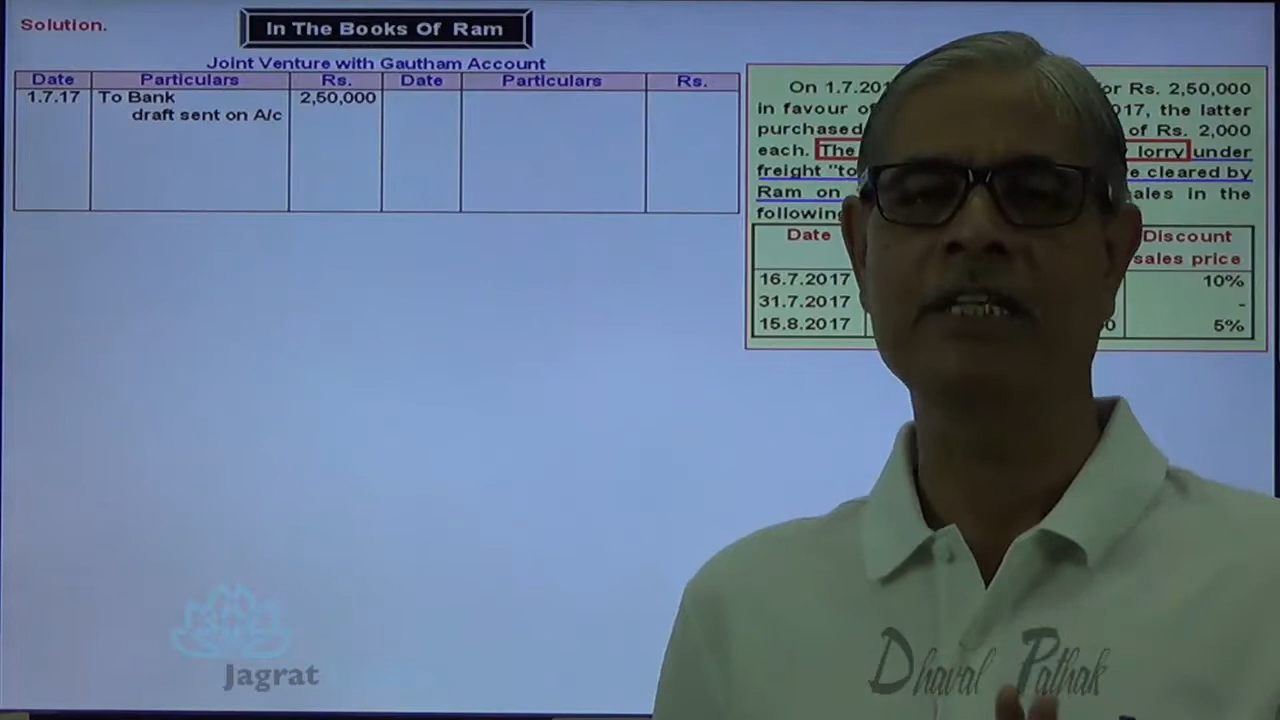 Solution.
In The Books Of Ram
Joint Venture with Gautham Account
Date Particulars Rs. Date Particulars Rs.
1.7.17 To Bank 2,50,000
draft sent on A/c
On 1.7.201 or Rs. 2,50,000
in favour of 017, the latter
purchased of Rs. 2,000
each. The lorry under
freight "to cleared by
Ram on ales in the
following
Date Discount
sales price
16.7.2017 10%
31.7.2017 -
15.8.2017 0 5%
Jagrat
Dhaval Pathak